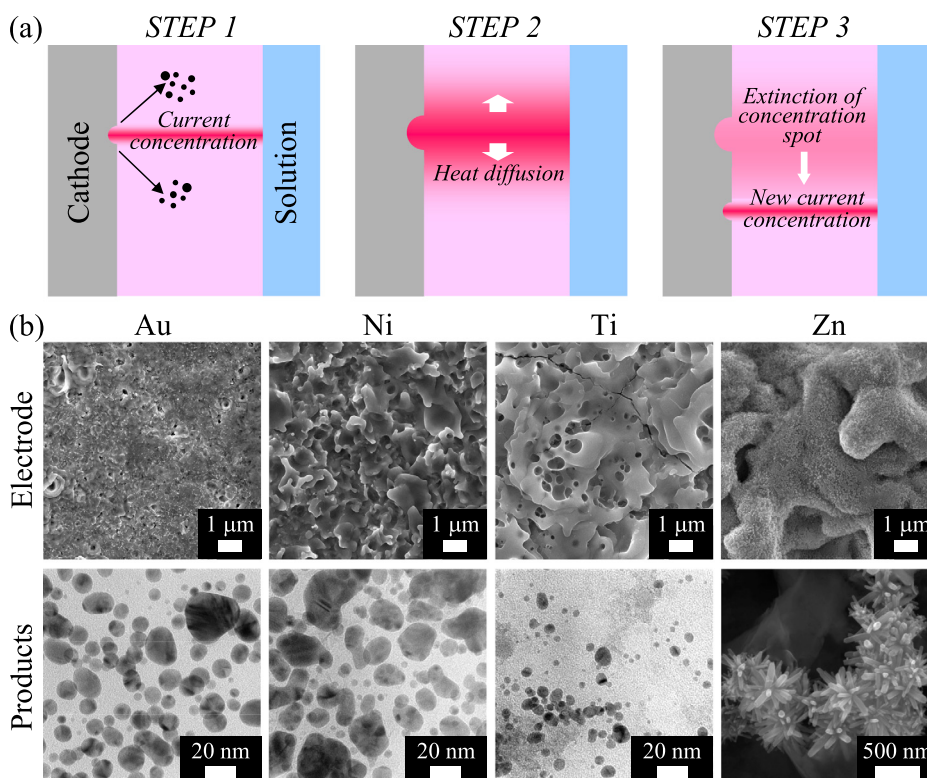 (a)
STEP 1
STEP 2
STEP 3
Cathode
Current
concentration
Solution
Heat diffusion
Extinction of
concentration
spot
New current
concentration
(b)
Au
Ni
Ti
Zn
Electrode
1 μm
1 μm
1 μm
1 μm
Products
20 nm
20 nm
20 nm
500 nm